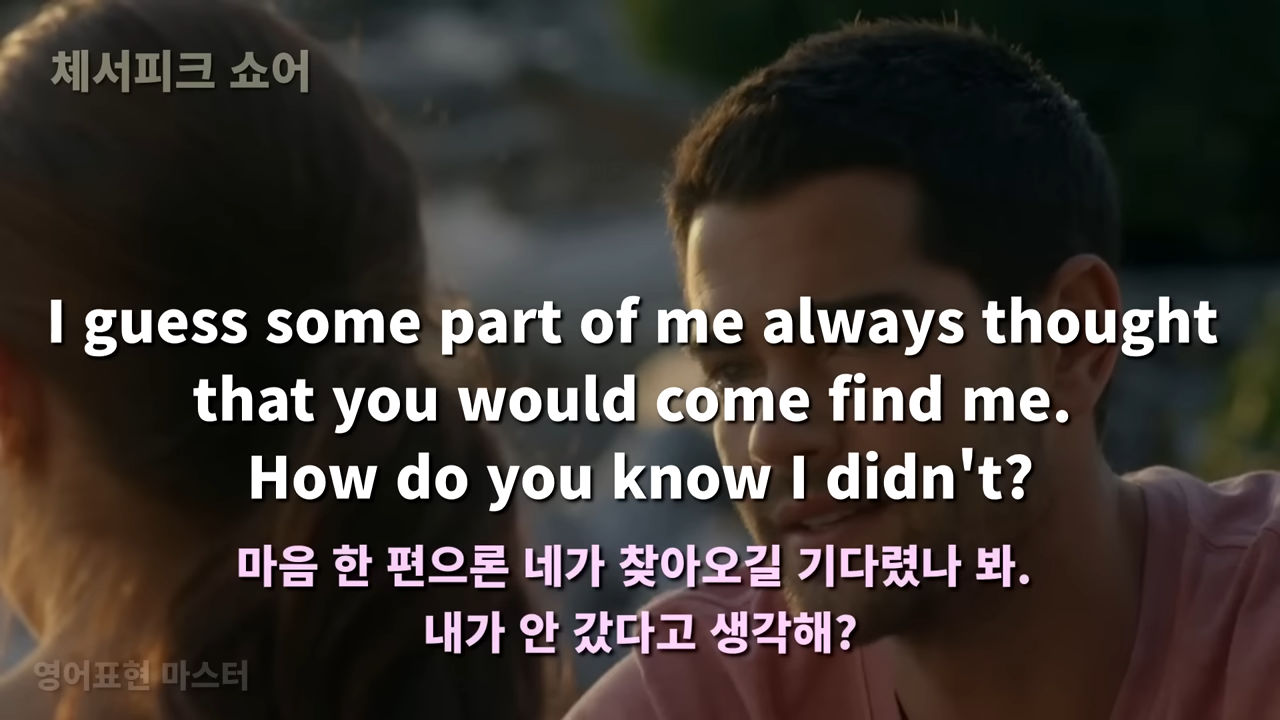 체서피크 쇼어
I guess some part of me always thought
that you would come find me.
How do you know I didn't?
마음 한 편으론 네가 찾아오길 기다렸나 봐.
내가 안 갔다고 생각해?
영어표현 마스터